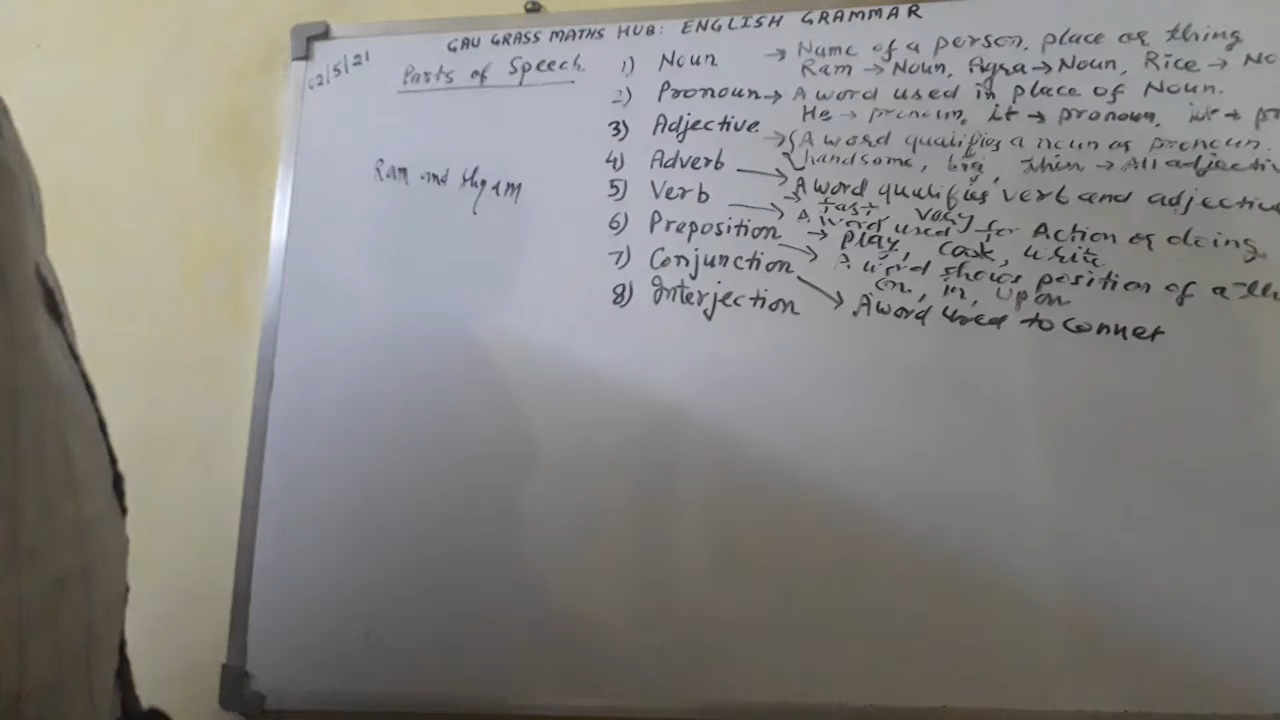 GAU GRASS MATHS HUB: ENGLISH GRAMMAR
02/5/21
Parts of Speech
1) Noun → Name of a person, place or thing
Ram → Noun, Agra → Noun, Rice → No
2) Pronoun → A word used in place of Noun.
He → pronoun, it → pronoun, → pr
3) Adjective → A word qualifies a noun or pronoun.
handsome, big, thin, → All adjecti
4) Adverb → A word qualifies verb and adjective
→ fast, very
5) Verb → A word used for Action or doing
→ play, cook, write
6) Preposition → A word shows position of a th
on, in, upon
7) Conjunction → A word used to connet
8) Interjection
Ram and Shyam